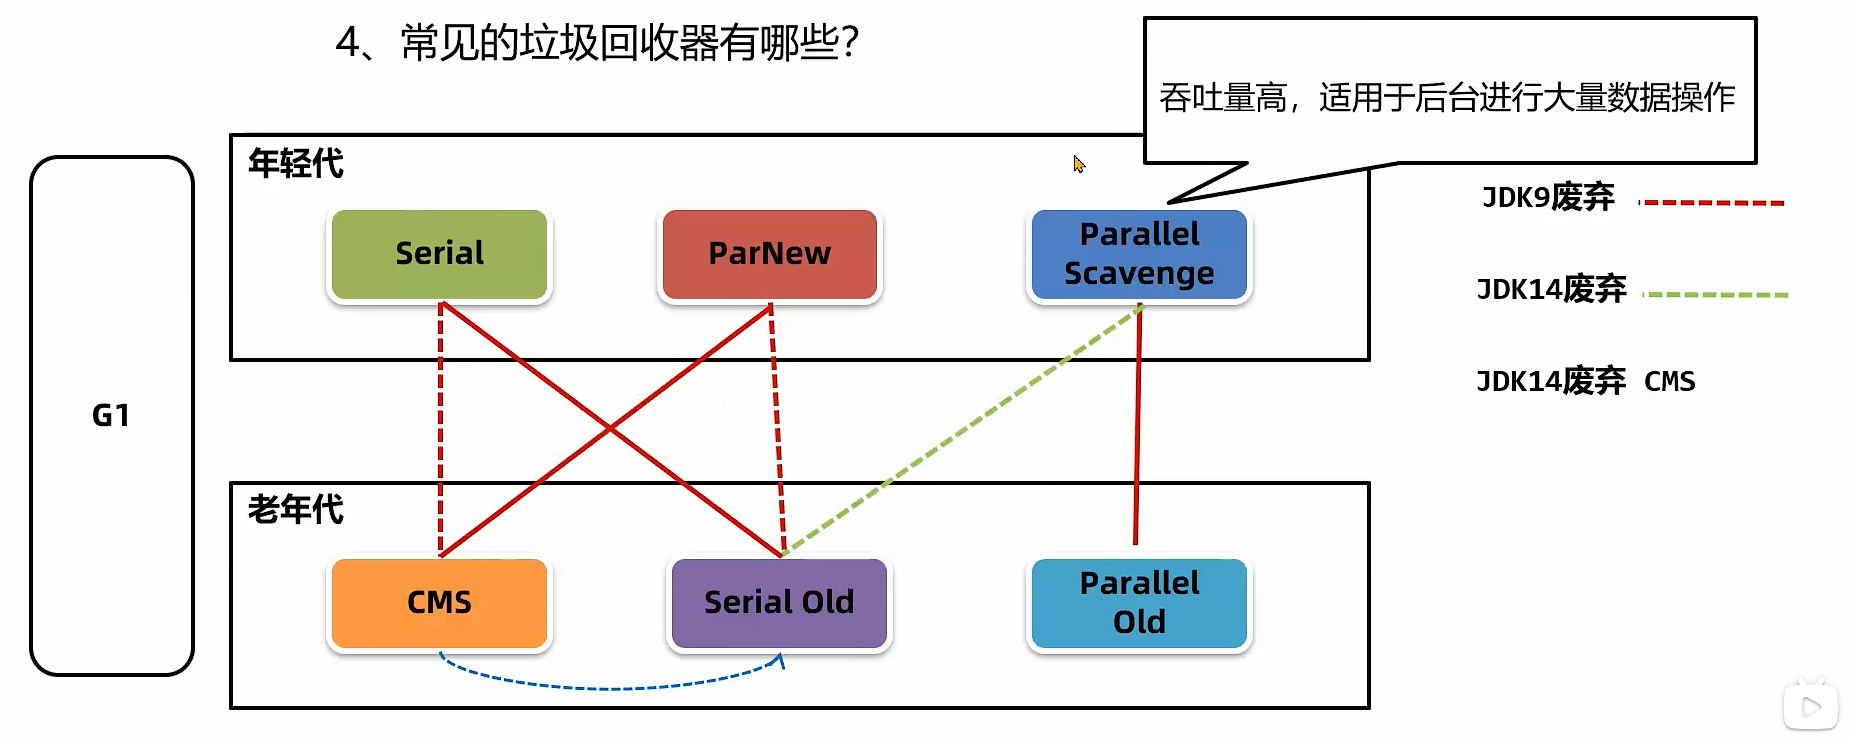 4、常见的垃圾回收器有哪些？
吞吐量高，适用于后台进行大量数据操作
年轻代
Serial
ParNew
Parallel
Scavenge
JDK9废弃
JDK14废弃
JDK14废弃 CMS
G1
老年代
CMS
Serial Old
Parallel
Old